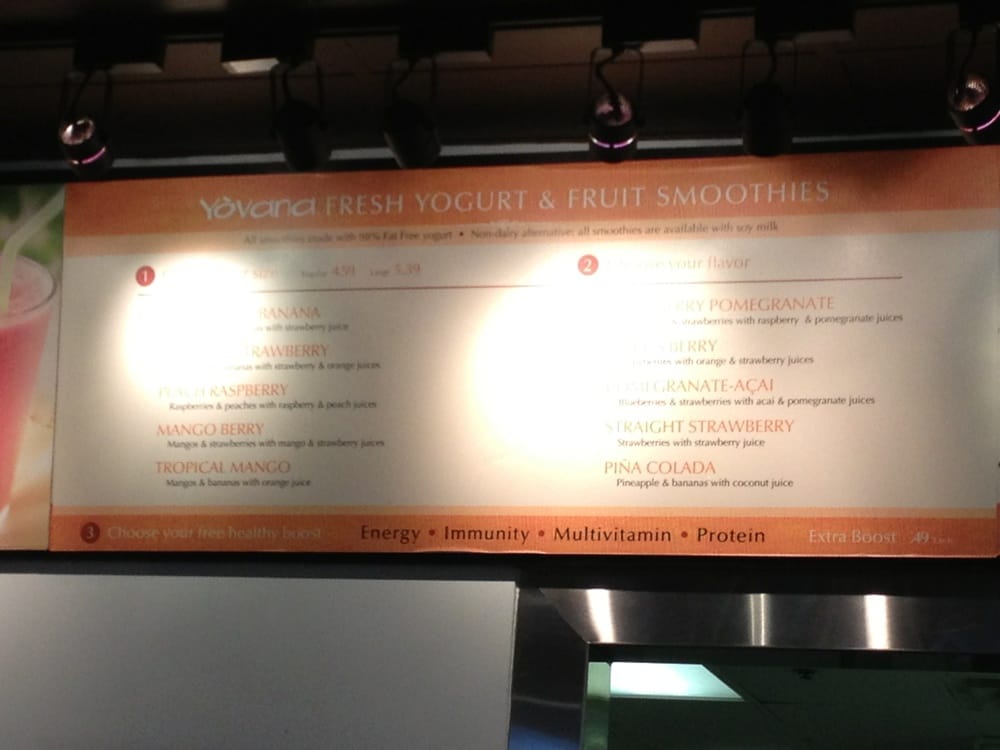 Yovana FRESH YOGURT & FRUIT SMOOTHIES
All smoothies made with 98% Fat Free yogurt • Non-dairy alternative: all smoothies are available with soy milk
1 size Regular 4.59 Large 5.39
BANANA
with strawberry juice
STRAWBERRY
bananas with strawberry & orange juices
PEACH RASPBERRY
Raspberries & peaches with raspberry & peach juices
MANGO BERRY
Mangos & strawberries with mango & strawberry juices
TROPICAL MANGO
Mangos & bananas with orange juice
2 Choose your flavor
POMEGRANATE
strawberries with raspberry & pomegranate juices
BERRY
with orange & strawberry juices
POMEGRANATE-AÇAI
Blueberries & strawberries with acai & pomegranate juices
STRAIGHT STRAWBERRY
Strawberries with strawberry juice
PIÑA COLADA
Pineapple & bananas with coconut juice
3 Choose your free healthy boost Energy • Immunity • Multivitamin • Protein Extra Boost .49 Each